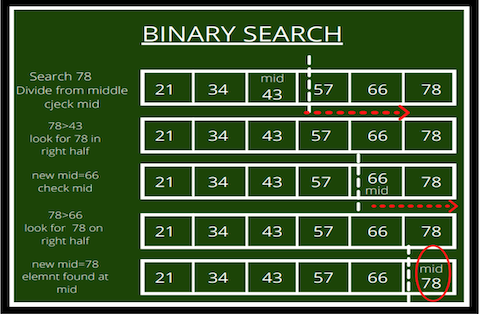 BINARY SEARCH
Search 78
Divide from middle
cjeck mid
mid
21 34 43 57 66 78
78>43
look for 78 in
right half
21 34 43 57 66 78
new mid=66
check mid
21 34 43 57 66 78
mid
78>66
look for 78 on
right half
21 34 43 57 66 78
new mid=78
elemnt found at
mid
mid
21 34 43 57 66 78